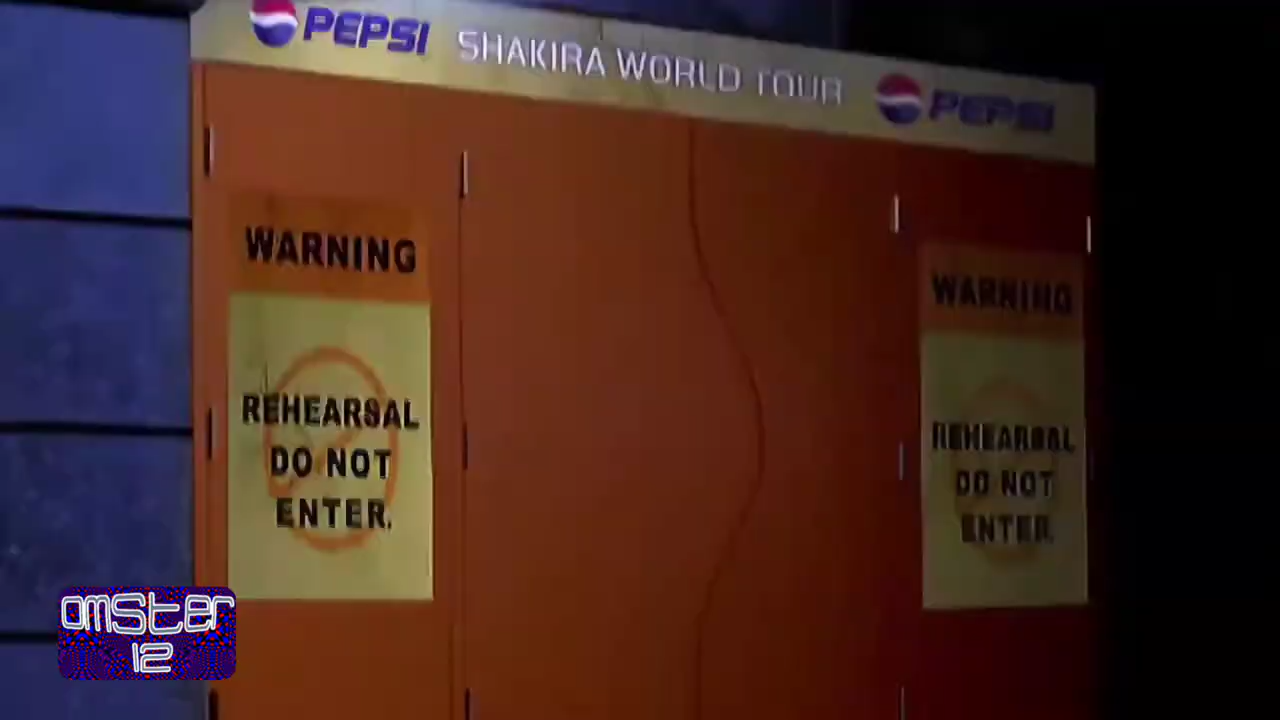 PEPSI SHAKIRA WORLD TOUR PEPSI
WARNING
REHEARSAL
DO NOT
ENTER.
WARNING
REHEARSAL
DO NOT
ENTER.
omster
12